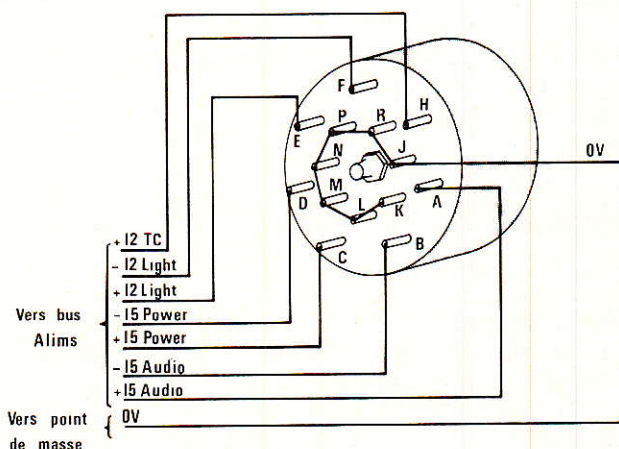 F
H
P
R
E
J
0V
N
M
D
A
L
K
C
B
+ 12 TC
- 12 Light
+ 12 Light
- 15 Power
+ 15 Power
- 15 Audio
+ 15 Audio
Vers bus
Alims
0V
Vers point
de masse